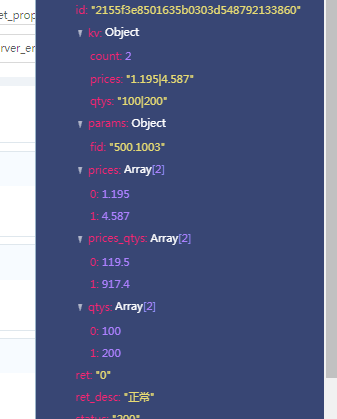 et_prop
rver_er
id: "2155f3e8501635b0303d548792133860"
kv: Object
count: 2
prices: "1.195|4.587"
qtys: "100|200"
params: Object
fid: "500.1003"
prices: Array[2]
0: 1.195
1: 4.587
prices_qtys: Array[2]
0: 119.5
1: 917.4
qtys: Array[2]
0: 100
1: 200
ret: "0"
ret_desc: "正常"
status: "200"